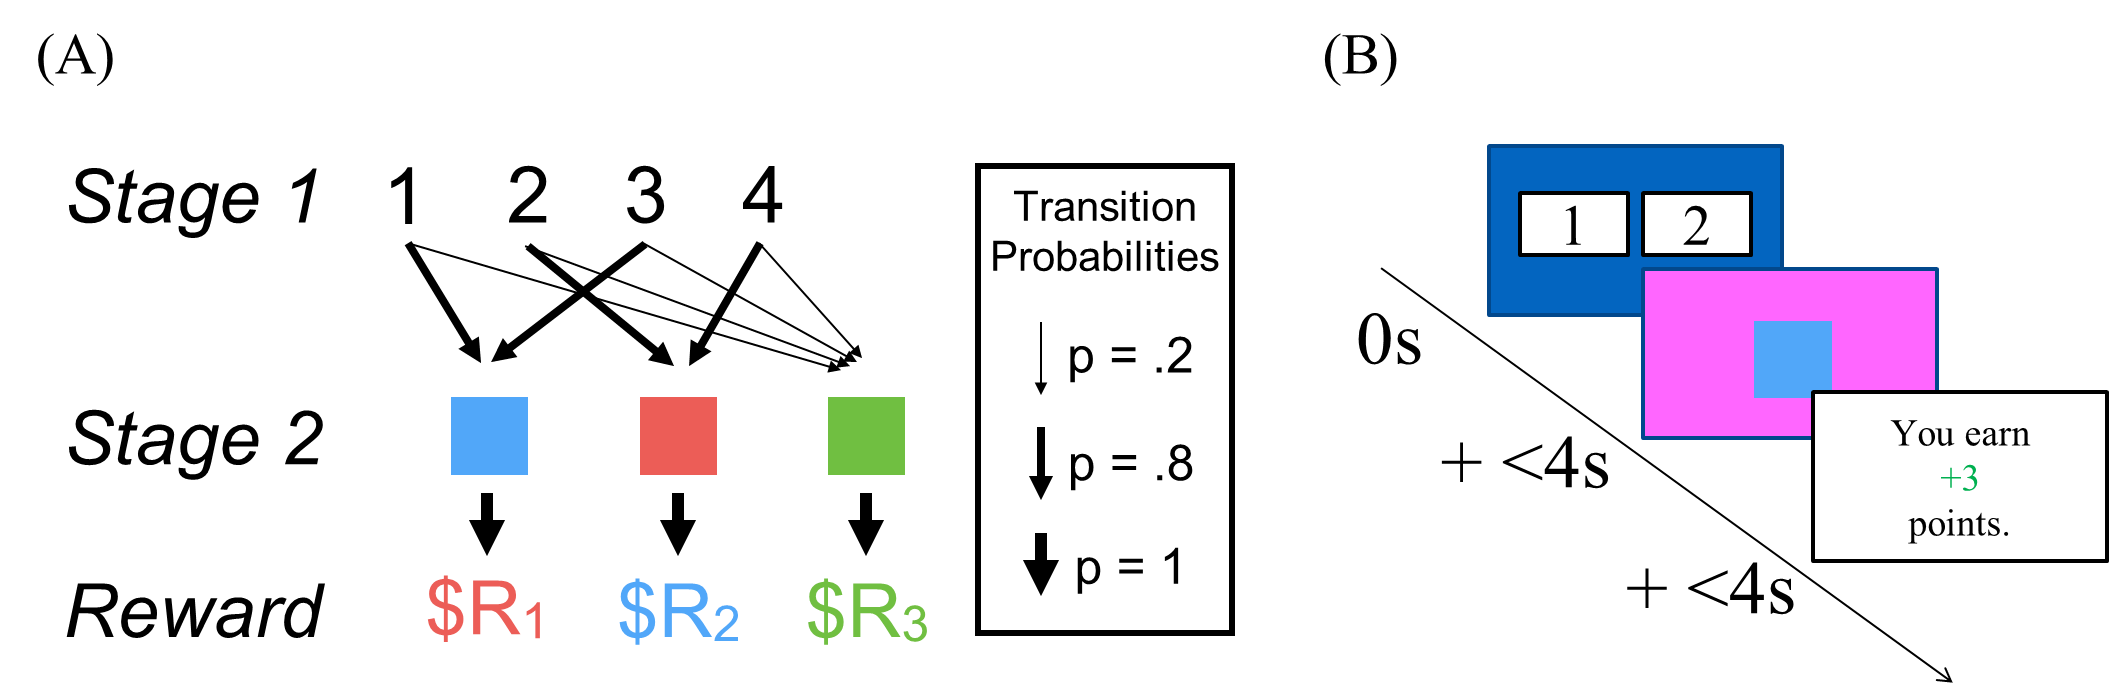 (A)
Stage 1 1 2 3 4
Stage 2
Reward $R1 $R2 $R3
Transition
Probabilities
p = .2
p = .8
p = 1
(B)
1 2
You earn
+3
points.
0s
+ <4s
+ <4s